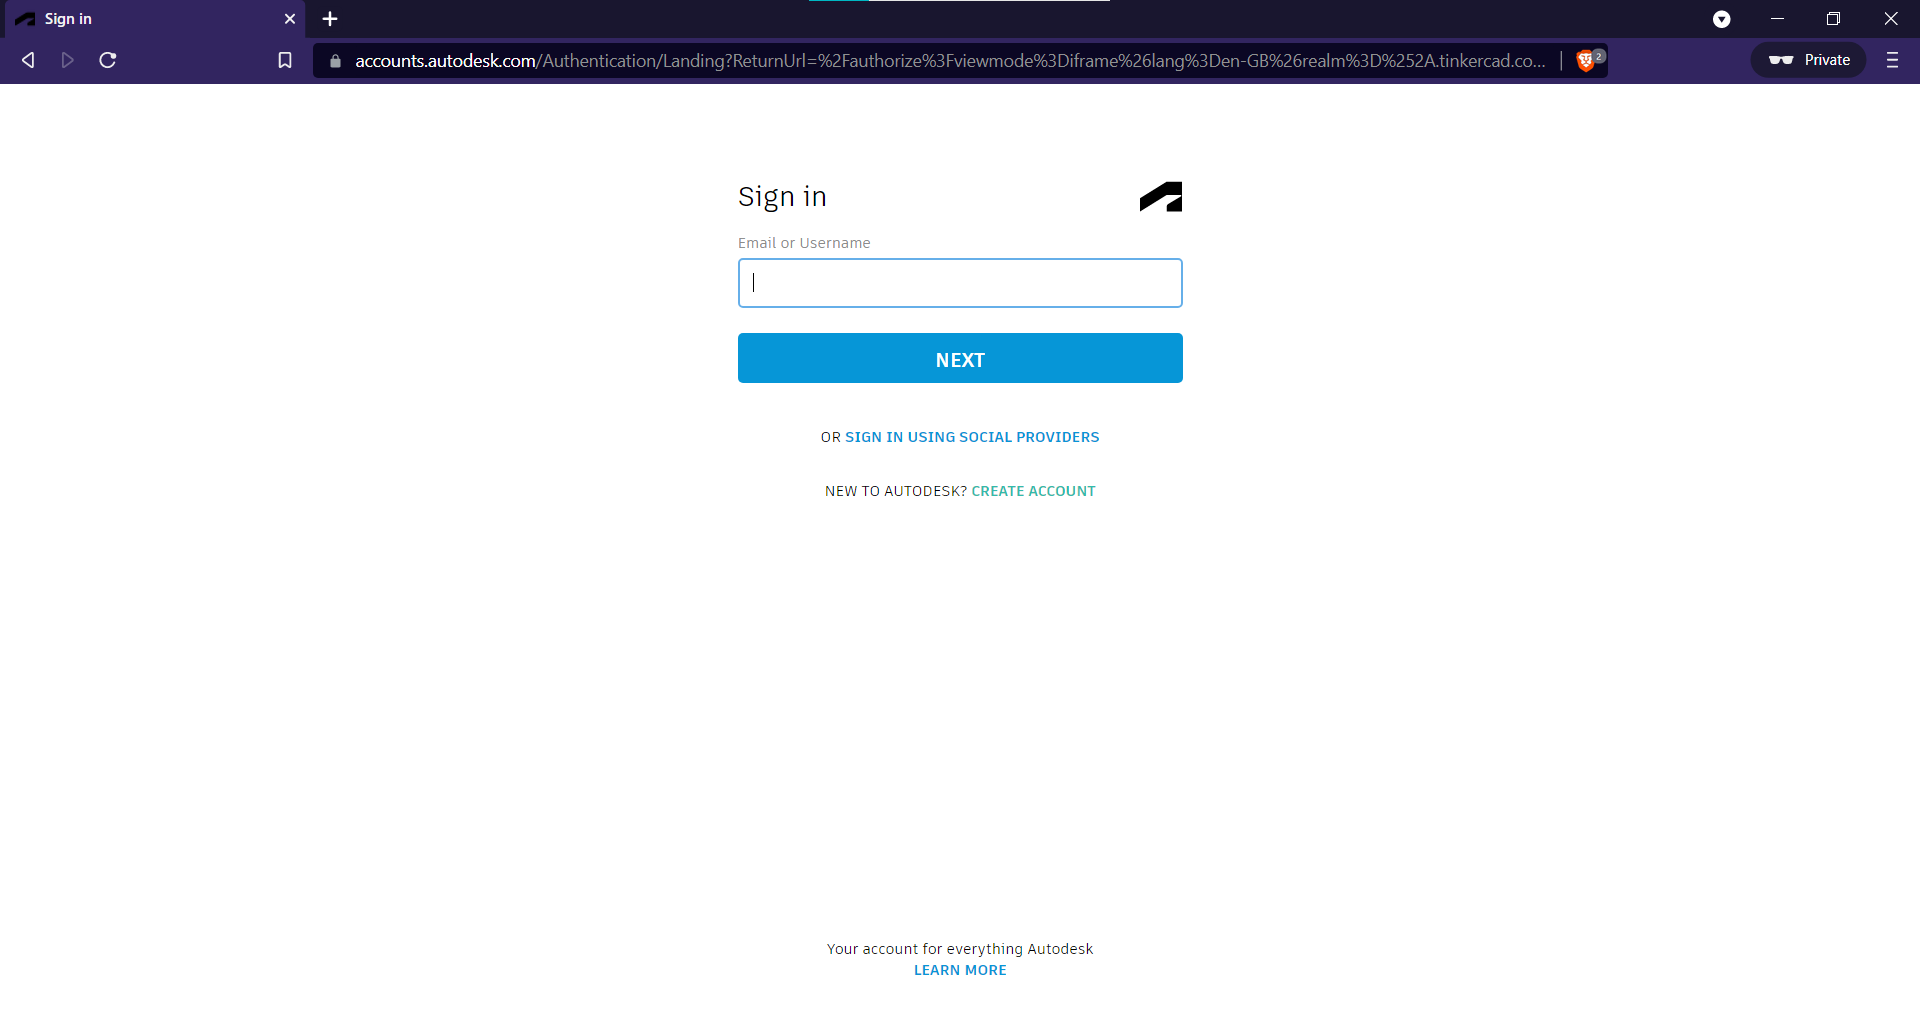 Sign in
accounts.autodesk.com/Authentication/Landing?ReturnUrl=%2Fauthorize%3Fviewmode%3Diframe%26lang%3Den-GB%26realm%3D%252A.tinkercad.co...
2
Private
Sign in
Email or Username
NEXT
OR SIGN IN USING SOCIAL PROVIDERS
NEW TO AUTODESK? CREATE ACCOUNT
Your account for everything Autodesk
LEARN MORE